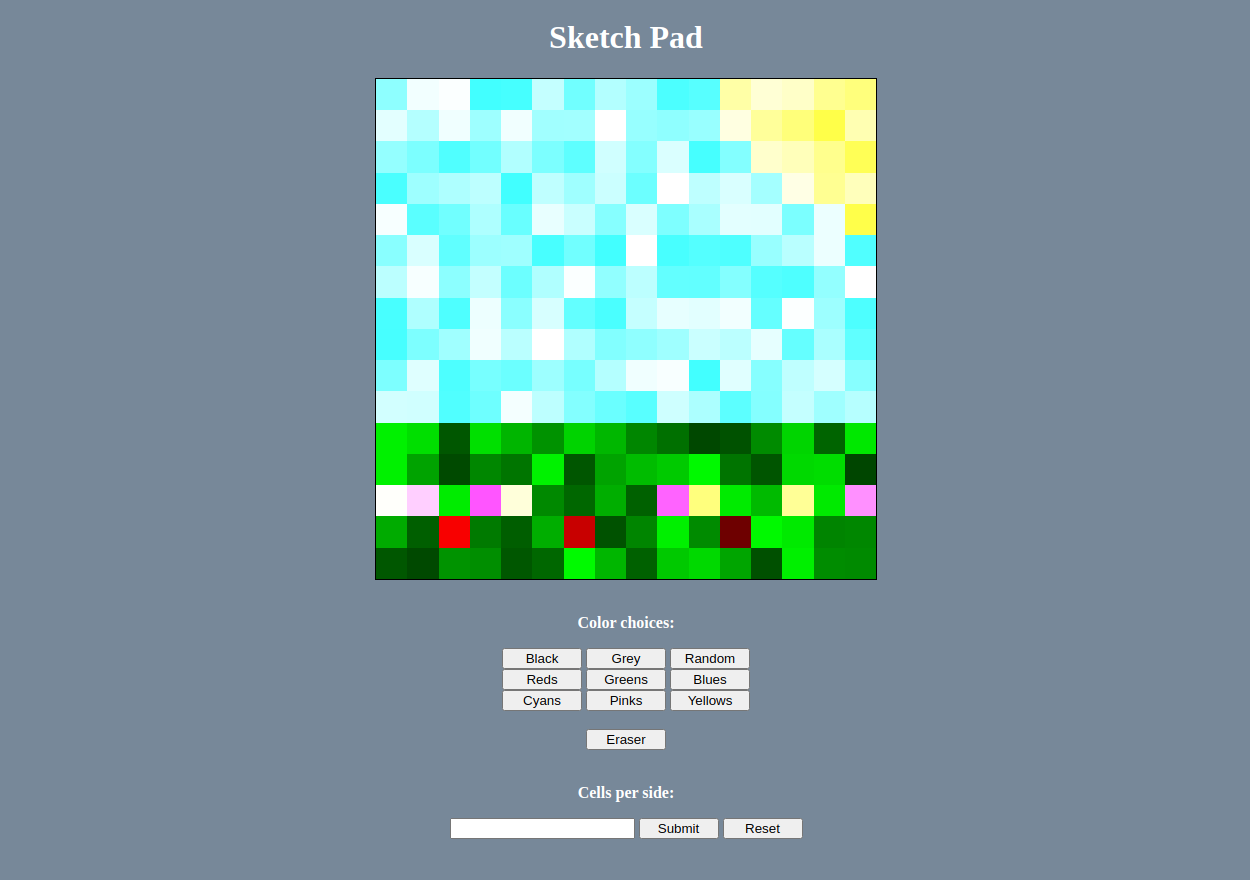 Sketch Pad
Color choices:
Black Grey Random
Reds Greens Blues
Cyans Pinks Yellows
Eraser
Cells per side:
Submit Reset